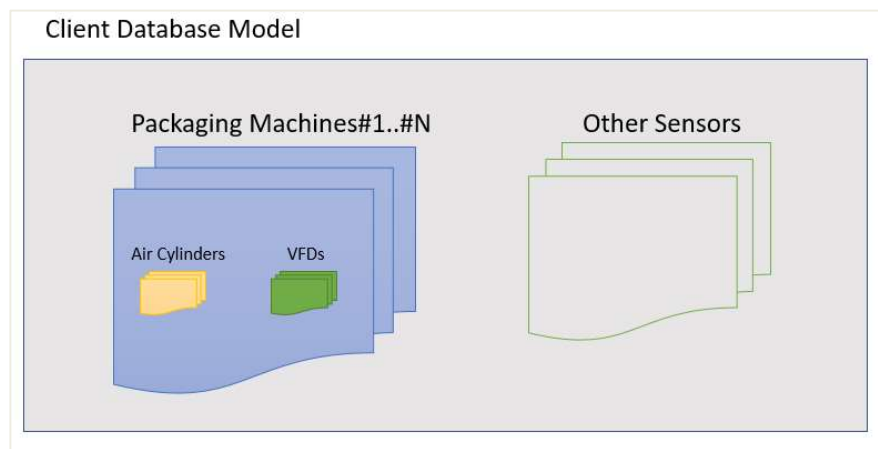 Client Database Model
Packaging Machines#1..#N
Other Sensors
Air Cylinders
VFDs